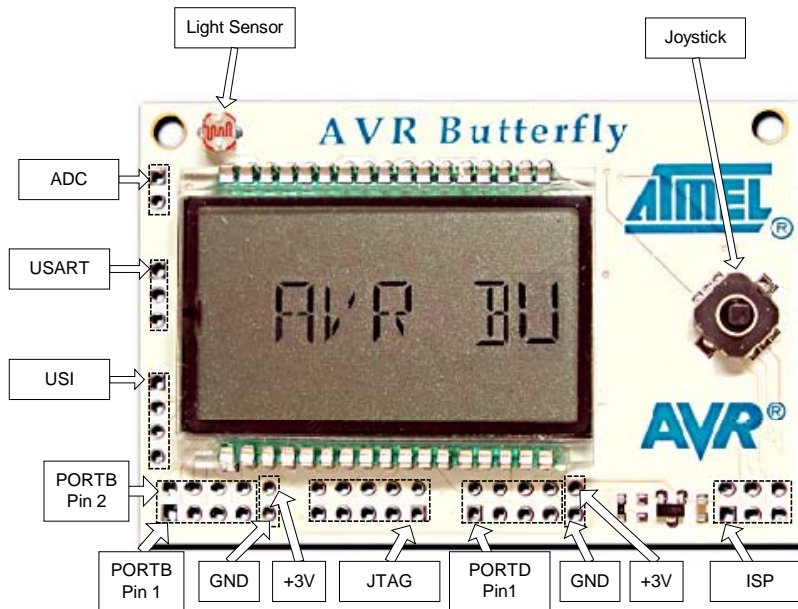 Light Sensor
Joystick
AVR Butterfly
ADC
ATMEL®
USART
AVR BU
USI
AVR®
PORTB
Pin 2
PORTB
Pin 1
GND
+3V
JTAG
PORTD
Pin1
GND
+3V
ISP